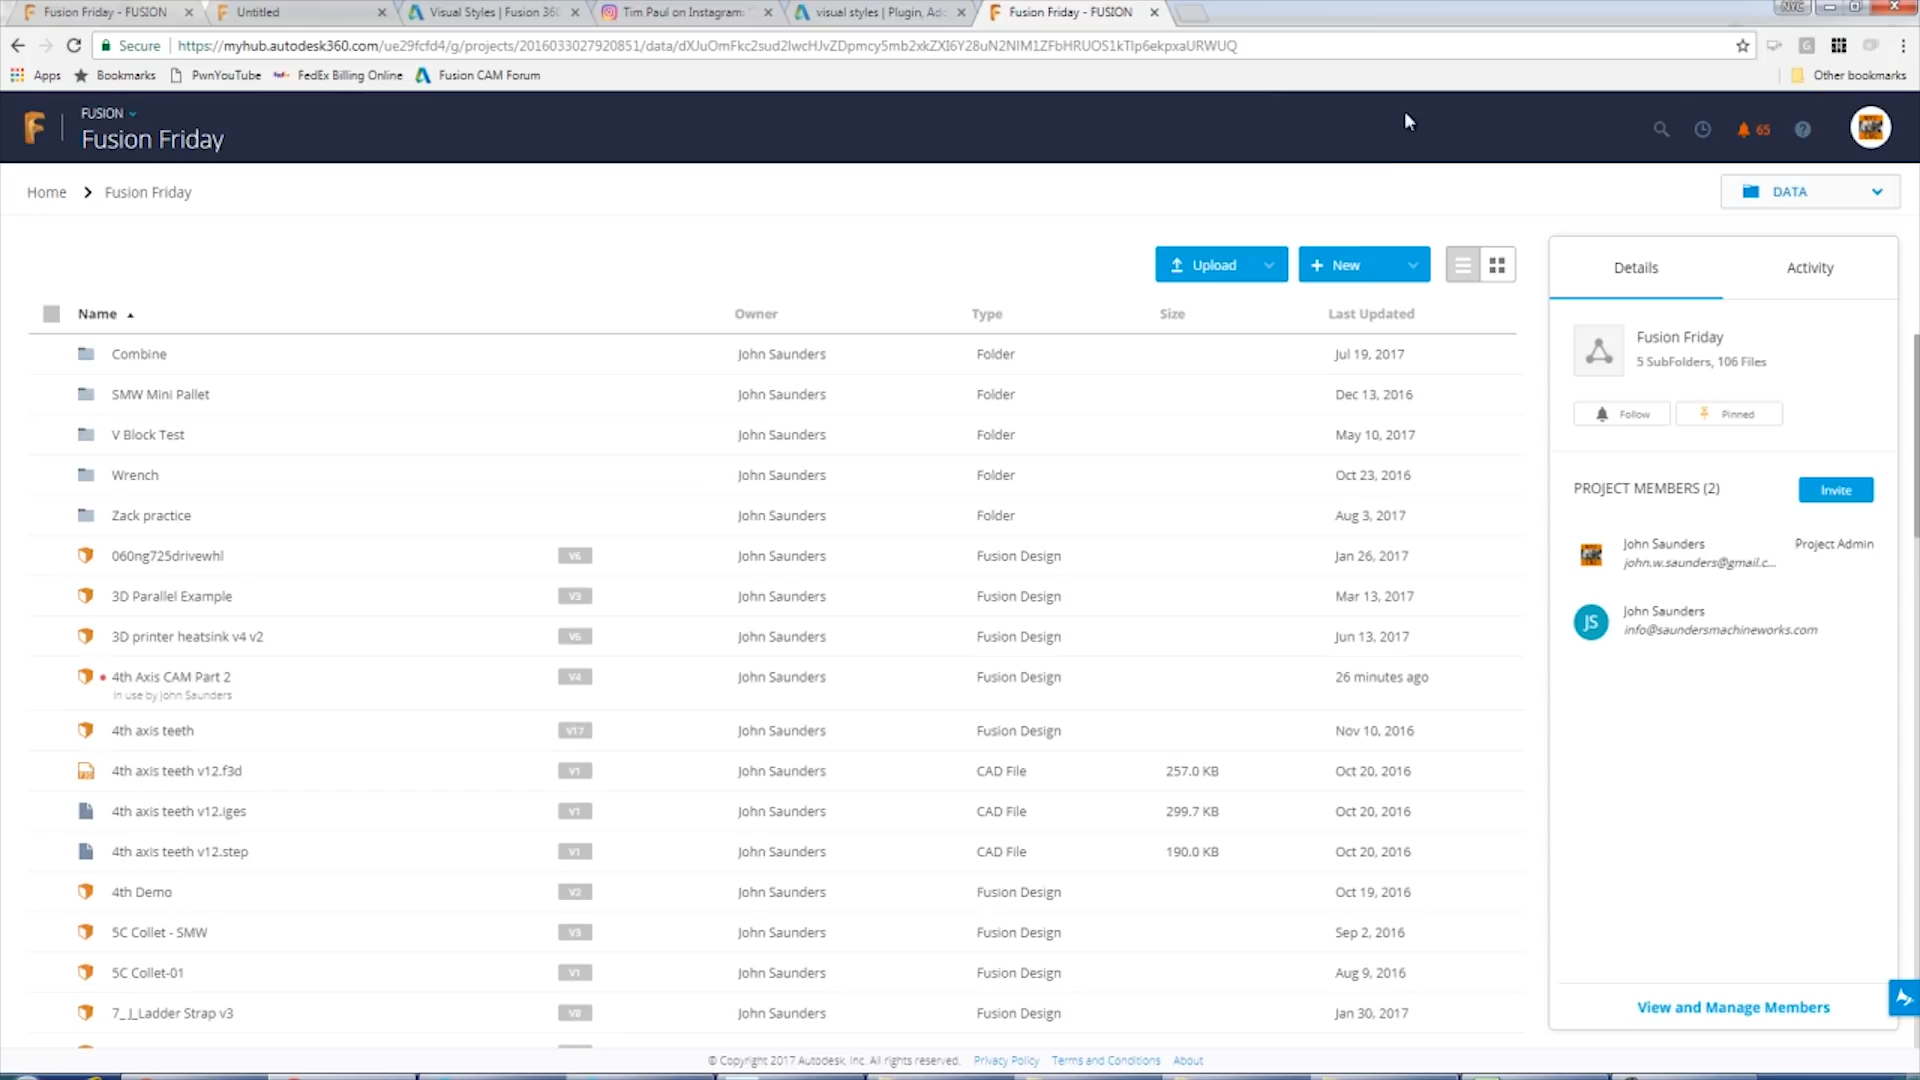 Fusion Friday - FUSION
Untitled
Visual Styles | Fusion 360
Tim Paul on Instagram:
visual styles | Plugin, Ado
Fusion Friday - FUSION
NYC
Secure
Apps
Bookmarks
PwnYouTube
FedEx Billing Online
Fusion CAM Forum
Other bookmarks
FUSION
Fusion Friday
65
Home
Fusion Friday
DATA
Upload
New
Details
Activity
Name
Owner
Type
Size
Last Updated
Fusion Friday
5 SubFolders, 106 Files
Follow
Pinned
PROJECT MEMBERS (2)
Invite
John Saunders
Project Admin
john.w.saunders@gmail.c...
JS
John Saunders
info@saundersmachineworks.com
View and Manage Members
Combine John Saunders Folder Jul 19, 2017
SMW Mini Pallet John Saunders Folder Dec 13, 2016
V Block Test John Saunders Folder May 10, 2017
Wrench John Saunders Folder Oct 23, 2016
Zack practice John Saunders Folder Aug 3, 2017
060ng725drivewhl V6 John Saunders Fusion Design Jan 26, 2017
3D Parallel Example V3 John Saunders Fusion Design Mar 13, 2017
3D printer heatsink v4 v2 V6 John Saunders Fusion Design Jun 13, 2017
4th Axis CAM Part 2 V4 John Saunders Fusion Design 26 minutes ago
In use by John Saunders
4th axis teeth V17 John Saunders Fusion Design Nov 10, 2016
4th axis teeth v12.f3d V1 John Saunders CAD File 257.0 KB Oct 20, 2016
4th axis teeth v12.iges V1 John Saunders CAD File 299.7 KB Oct 20, 2016
4th axis teeth v12.step V1 John Saunders CAD File 190.0 KB Oct 20, 2016
4th Demo V2 John Saunders Fusion Design Oct 19, 2016
5C Collet - SMW V3 John Saunders Fusion Design Sep 2, 2016
5C Collet-01 V1 John Saunders Fusion Design Aug 9, 2016
7_J_Ladder Strap v3 V8 John Saunders Fusion Design Jan 30, 2017
© Copyright 2017 Autodesk, Inc. All rights reserved. Privacy Policy Terms and Conditions About